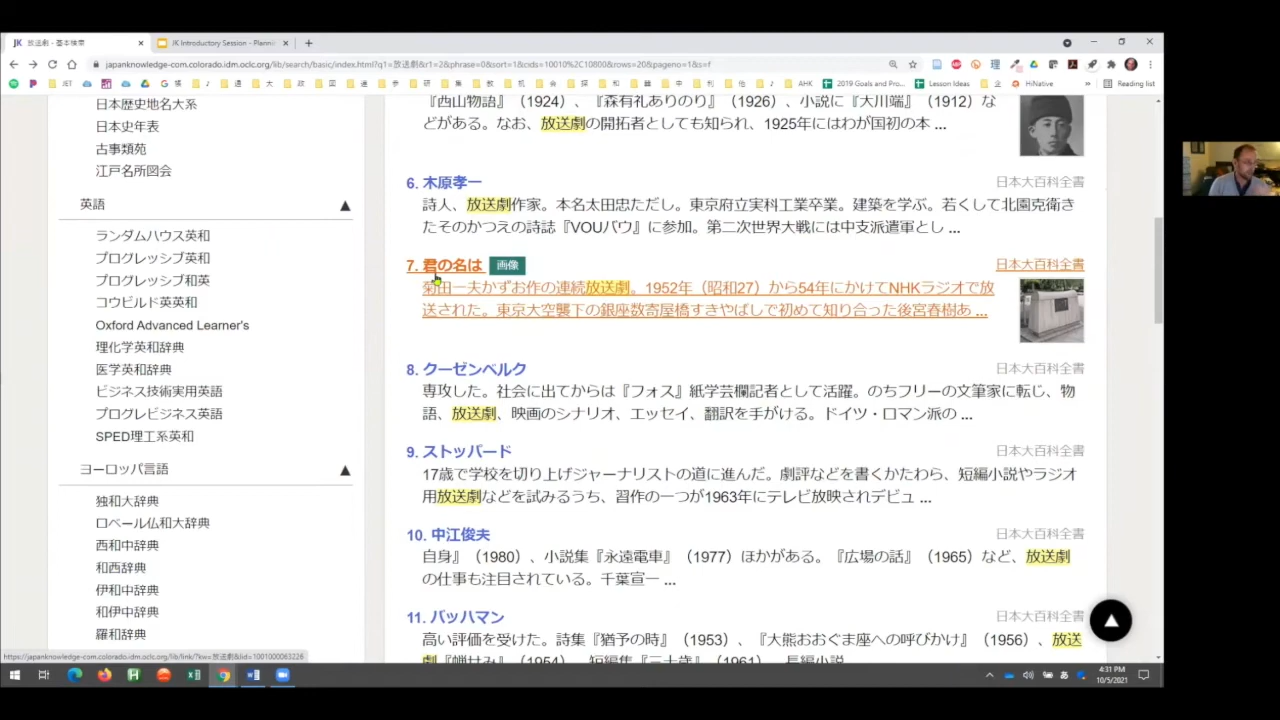 放送劇 - 基本検索
JK Introductory Session - Plannin
japanknowledge-com.colorado.idm.oclc.org/lib/search/basic/index.html?q1=放送劇&r1=2&phrase=0&sort=1&cids=10010%2C10800&rows=20&pageno=1&s=f
JET
AHK
2019 Goals and Pro...
Lesson Ideas
HiNative
Reading list
日本歴史地名大系
日本史年表
古事類苑
江戸名所図会
英語
ランダムハウス英和
プログレッシブ英和
プログレッシブ和英
コウビルド英英和
Oxford Advanced Learner's
理化学英和辞典
医学英和辞典
ビジネス技術実用英語
プログレビジネス英語
SPED理工系英和
ヨーロッパ言語
独和大辞典
ロベール仏和大辞典
西和中辞典
和西辞典
伊和中辞典
和伊中辞典
羅和辞典
『西山物語』（1924）、『森有礼ありのり』（1926）、小説に『大川端』（1912）な
どがある。なお、放送劇の開拓者としても知られ、1925年にはわが国初の本 ...
6. 木原孝一
日本大百科全書
詩人、放送劇作家。本名太田忠ただし。東京府立実科工業卒業。建築を学ぶ。若くして北園克衛き
たそのかつえの詩誌『VOUバウ』に参加。第二次世界大戦には中支派遣軍とし ...
7. 君の名は 画像
日本大百科全書
菊田一夫かずお作の連続放送劇。1952年（昭和27）から54年にかけてNHKラジオで放
送された。東京大空襲下の銀座数寄屋橋すきやばしで初めて知り合った後宮春樹あ ...
8. クーゼンベルク
日本大百科全書
専攻した。社会に出てからは『フォス』紙学芸欄記者として活躍。のちフリーの文筆家に転じ、物
語、放送劇、映画のシナリオ、エッセイ、翻訳を手がける。ドイツ・ロマン派の ...
9. ストッパード
日本大百科全書
17歳で学校を切り上げジャーナリストの道に進んだ。劇評などを書くかたわら、短編小説やラジオ
用放送劇などを試みるうち、習作の一つが1963年にテレビ放映されデビュ ...
10. 中江俊夫
日本大百科全書
自身』（1980）、小説集『永遠電車』（1977）ほかがある。『広場の話』（1965）など、放送劇
の仕事も注目されている。千葉宣一 ...
11. バッハマン
日本大百科全書
高い評価を受けた。詩集『猶予の時』（1953）、『大熊おおぐま座への呼びかけ』（1956）、放送
https://japanknowledge-com.colorado.idm.oclc.org/lib/link/?kw=放送劇&lid=1001000063226
4:31 PM
10/5/2021